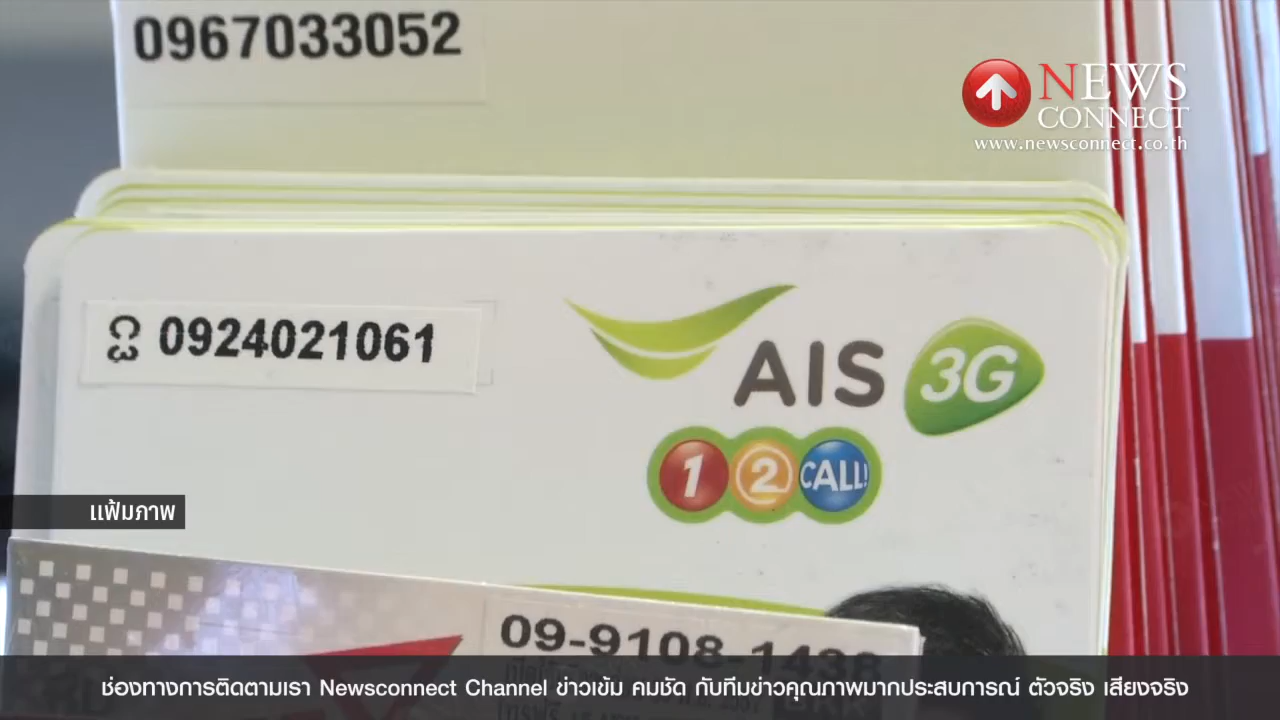 0967033052
NEWS
CONNECT
www.newsconnect.co.th
C3 0924021061
AIS 3G
1 2 CALL!
แฟ้มภาพ
09-9108-1438
ช่องทางการติดตามเรา Newsconnect Channel ข่าวเข้ม คมชัด กับทีมข่าวคุณภาพมากประสบการณ์ ตัวจริง เสียงจริง